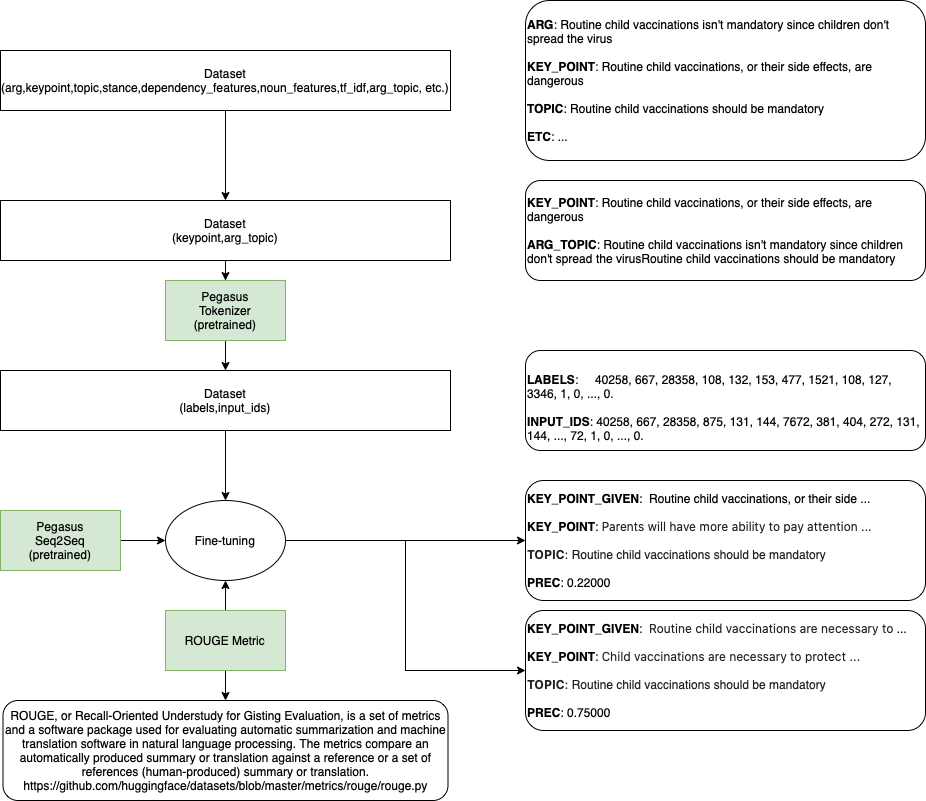 ARG: Routine child vaccinations isn't mandatory since children don't
spread the virus
KEY_POINT: Routine child vaccinations, or their side effects, are
dangerous
TOPIC: Routine child vaccinations should be mandatory
ETC: ...
Dataset
(arg,keypoint,topic,stance,dependency_features,noun_features,tf_idf,arg_topic, etc.)
Dataset
(keypoint,arg_topic)
KEY_POINT: Routine child vaccinations, or their side effects, are
dangerous
ARG_TOPIC: Routine child vaccinations isn't mandatory since children
don't spread the virusRoutine child vaccinations should be mandatory
Pegasus
Tokenizer
(pretrained)
Dataset
(labels,input_ids)
LABELS: 40258, 667, 28358, 108, 132, 153, 477, 1521, 108, 127,
3346, 1, 0, ..., 0.
INPUT_IDS: 40258, 667, 28358, 875, 131, 144, 7672, 381, 404, 272, 131,
144, ..., 72, 1, 0, ..., 0.
Pegasus
Seq2Seq
(pretrained)
Fine-tuning
KEY_POINT_GIVEN: Routine child vaccinations, or their side ...
KEY_POINT: Parents will have more ability to pay attention ...
TOPIC: Routine child vaccinations should be mandatory
PREC: 0.22000
ROUGE Metric
KEY_POINT_GIVEN: Routine child vaccinations are necessary to ...
KEY_POINT: Child vaccinations are necessary to protect ...
TOPIC: Routine child vaccinations should be mandatory
PREC: 0.75000
ROUGE, or Recall-Oriented Understudy for Gisting Evaluation, is a set of metrics
and a software package used for evaluating automatic summarization and machine
translation software in natural language processing. The metrics compare an
automatically produced summary or translation against a reference or a set of
references (human-produced) summary or translation.
https://github.com/huggingface/datasets/blob/master/metrics/rouge/rouge.py